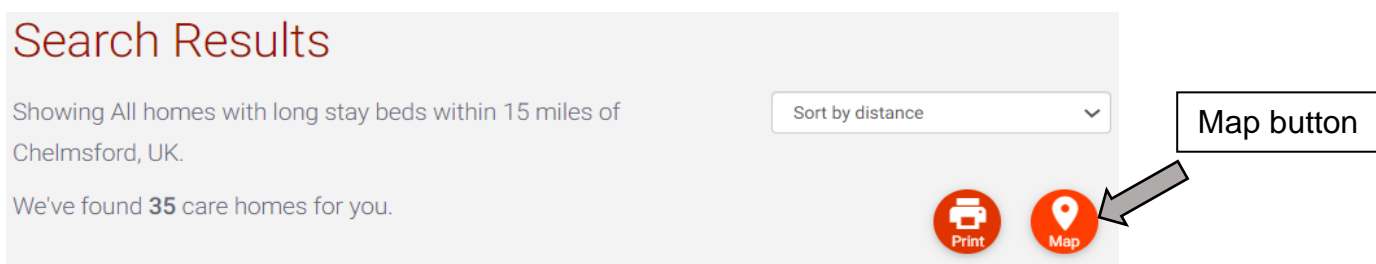 Search Results
Showing All homes with long stay beds within 15 miles of
Chelmsford, UK.
Sort by distance
Map button
We've found 35 care homes for you.
Print
Map